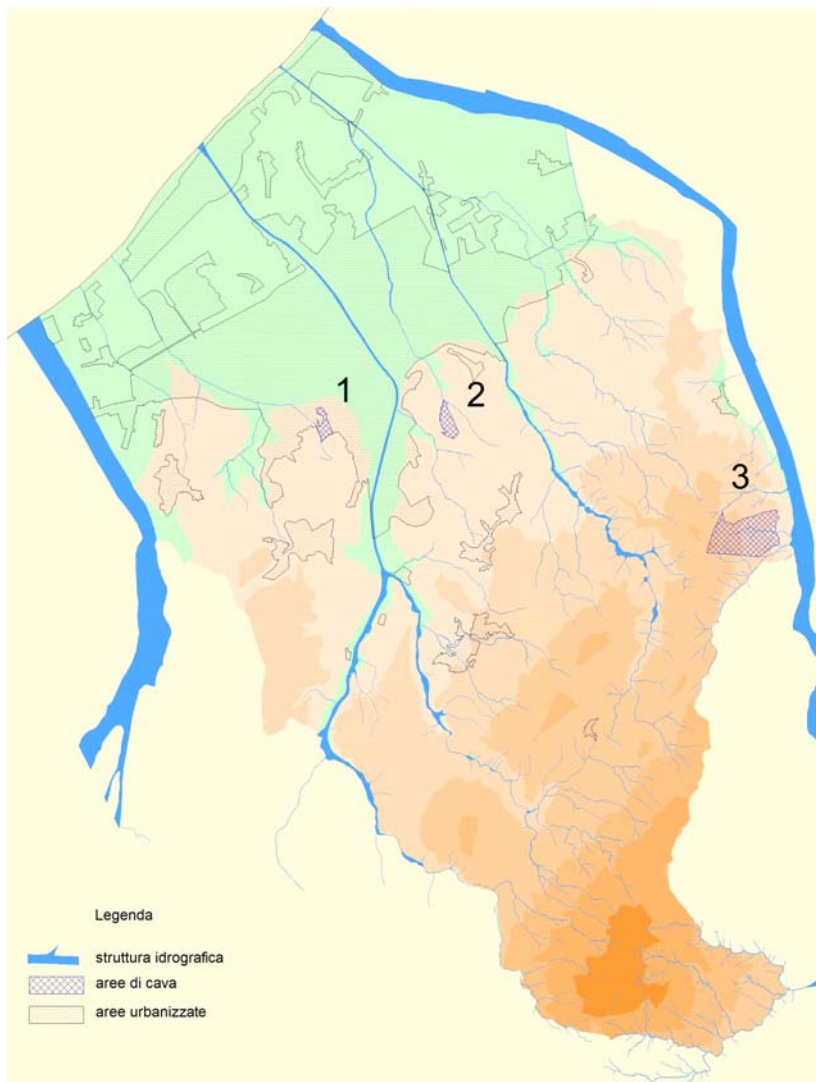 1
2
3
Legenda
struttura idrografica
aree di cava
aree urbanizzate